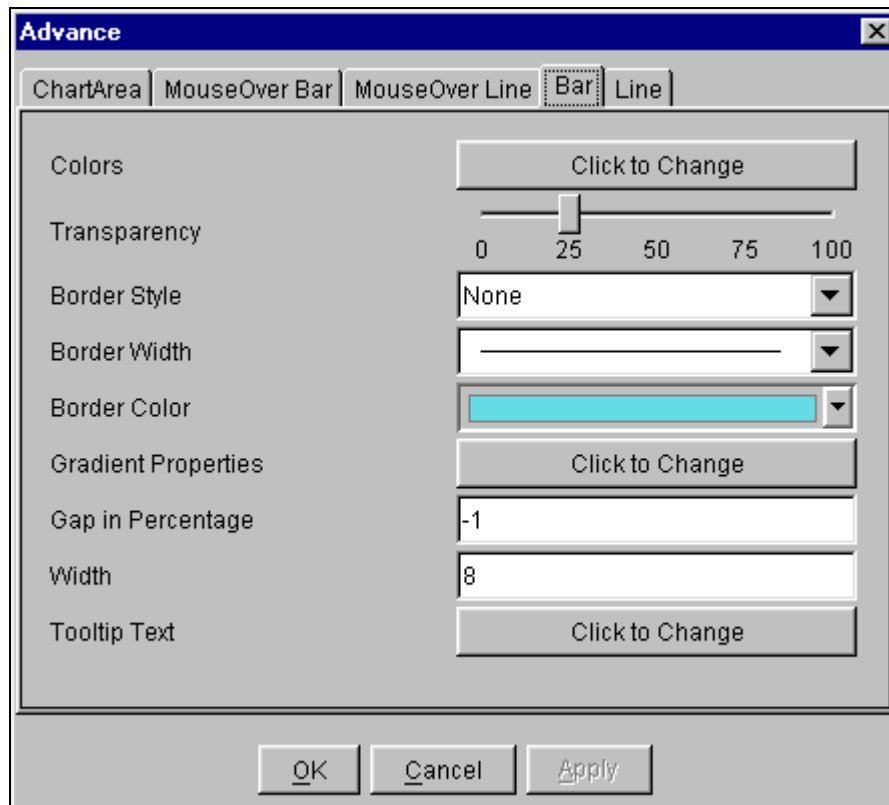 Advance
ChartArea MouseOver Bar MouseOver Line Bar Line
Colors Click to Change
Transparency
0 25 50 75 100
Border Style None
Border Width
Border Color
Gradient Properties Click to Change
Gap in Percentage -1
Width 8
Tooltip Text Click to Change
OK Cancel Apply